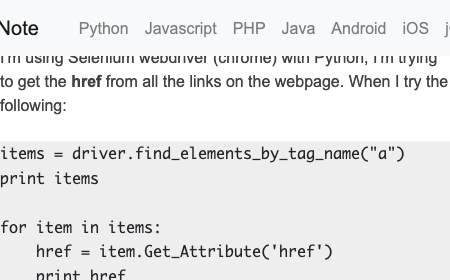 Note Python Javascript PHP Java Android iOS
I'm using Selenium webdriver (chrome) with Python, I'm trying
to get the href from all the links on the webpage. When I try the
following:
items = driver.find_elements_by_tag_name("a")
print items
for item in items:
    href = item.Get_Attribute('href')
    print href